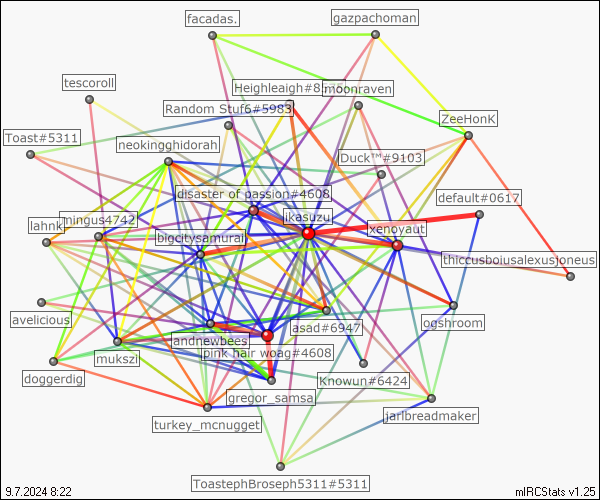 facadas.
gazpachoman
tescoroll
Heighleaigh#8
moonraven
Random Stuf6#5983
ZeeHonK
Toast#5311
neokingghidorah
Duck™#9103
disaster of passion#4608
default#0617
lahnk
mingus4742
likasuzu
xenoyaut
bigcitysamurai
thiccusboiusalexusjoneus
avelicious
asad#6947
ogshroom
andnewbees
mukszi
pink hair woag#4608
doggerdig
Knowun#6424
gregor_samsa
jarlbreadmaker
turkey_mcnugget
ToastephBroseph5311#5311
9.7.2024 8:22
mIRCStats v1.25